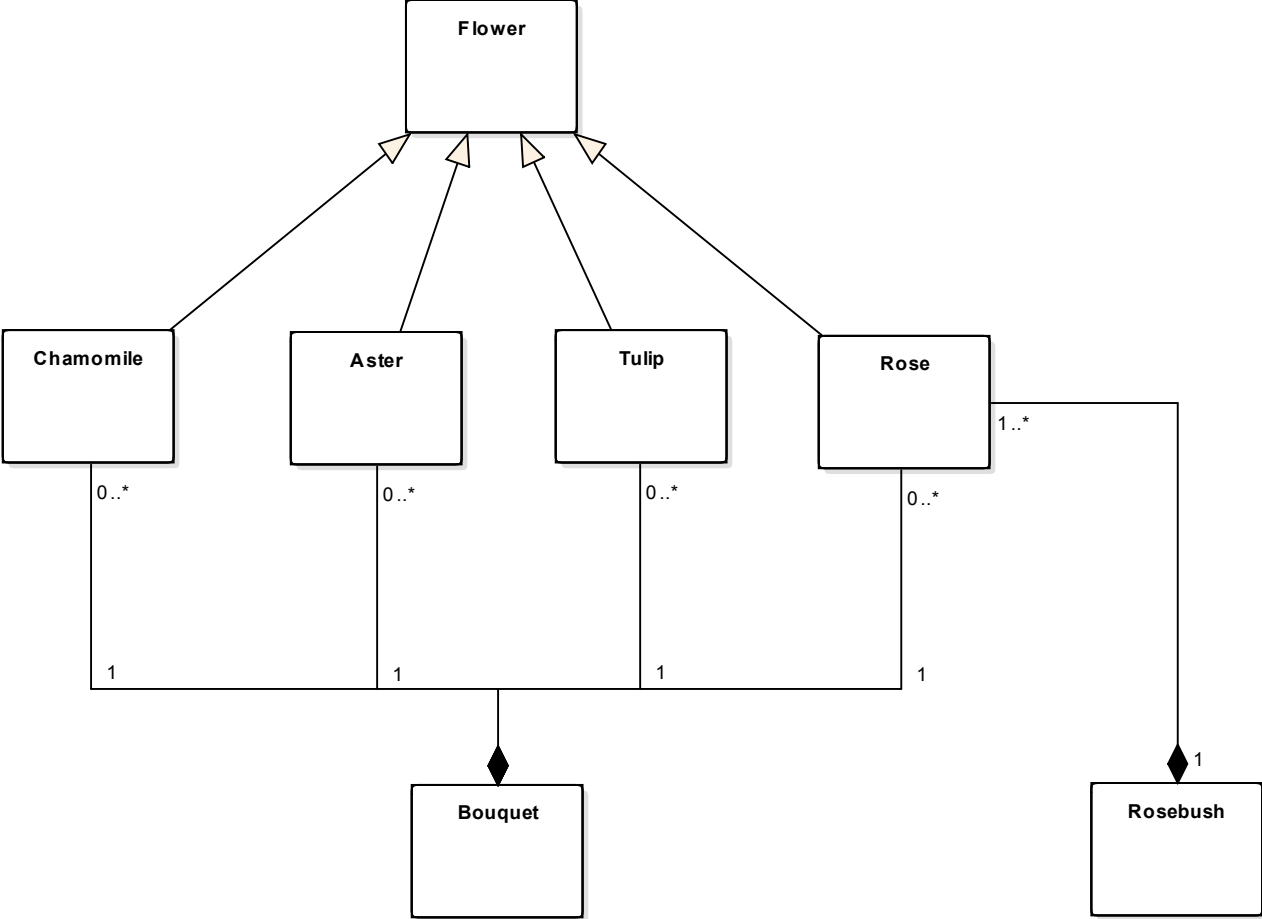 Flower
Chamomile
Aster
Tulip
Rose
1..*
0..*
0..*
0..*
0..*
1
1
1
1
1
Bouquet
Rosebush